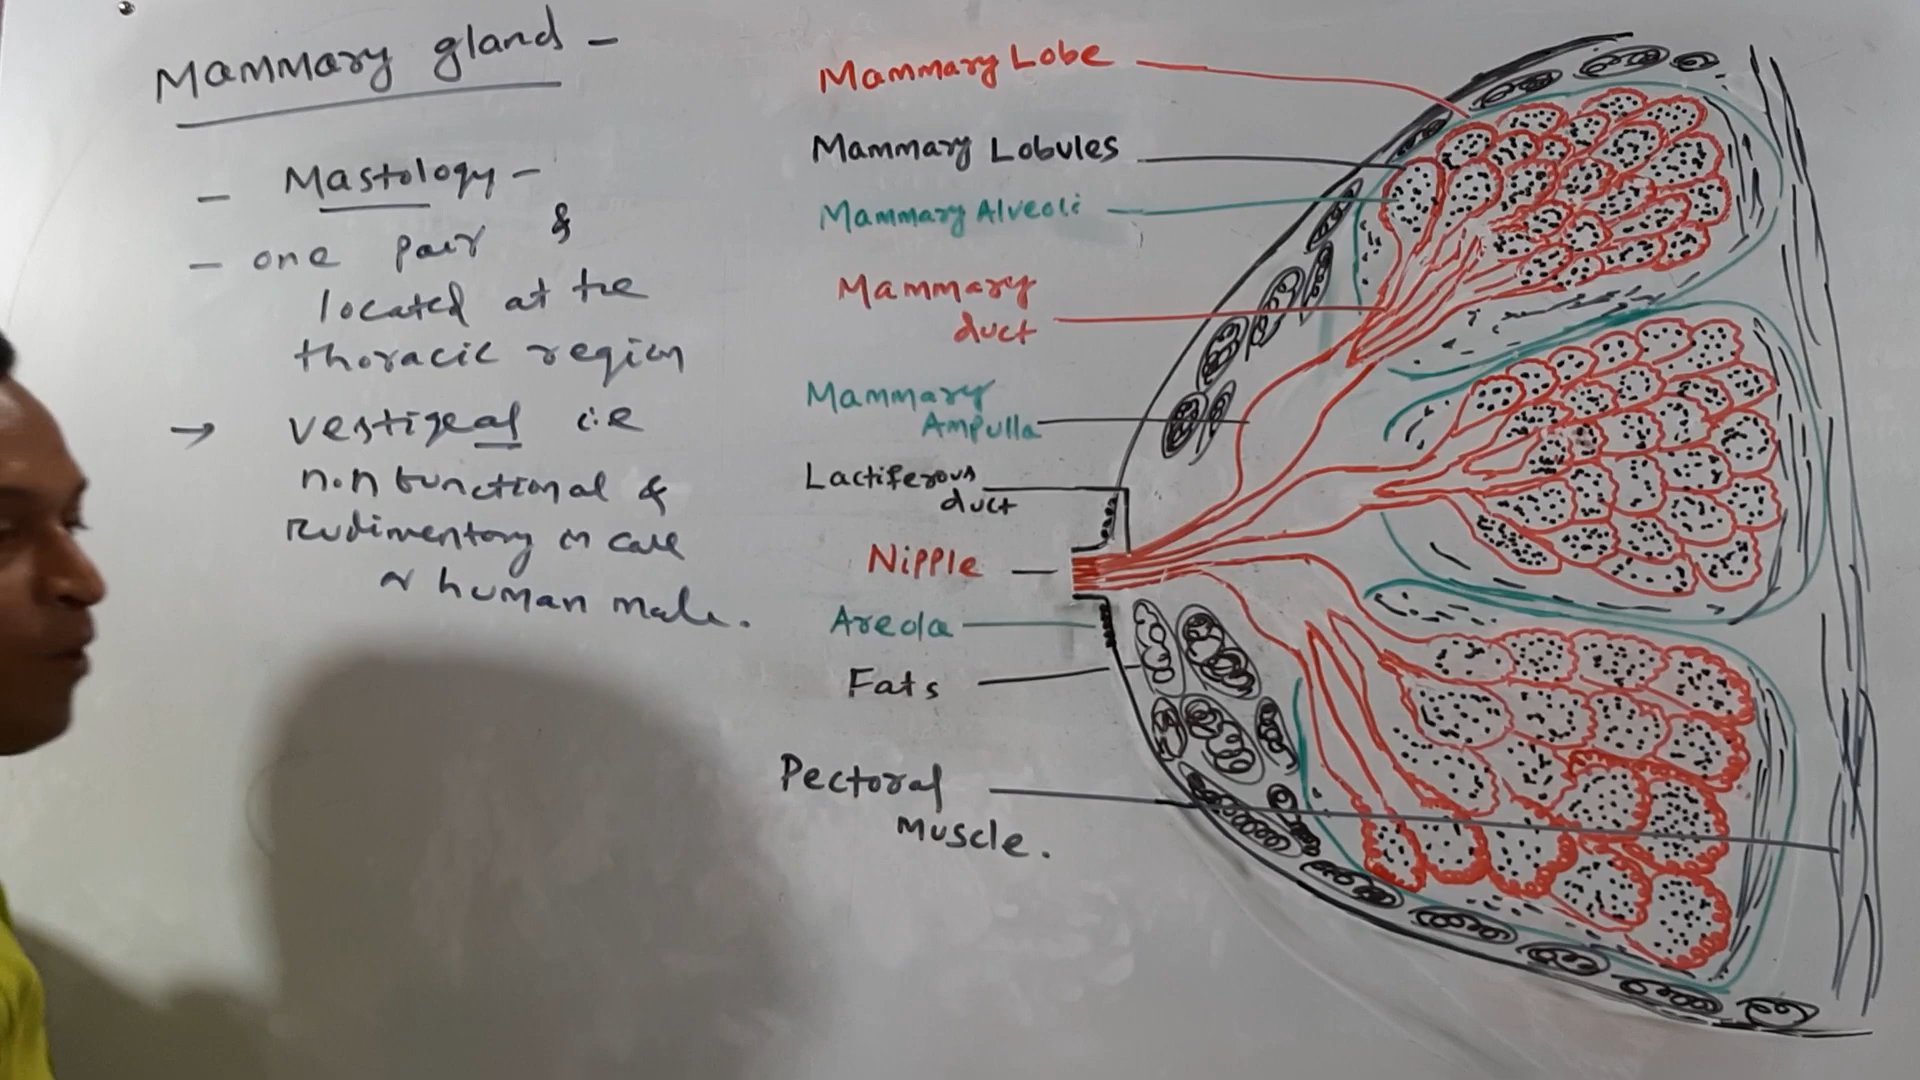 Mammary gland -
- Mastology -
- one pair &
located at the
thoracic region
→ vestigeal i.e
non functional &
Rudimentory in case
human male.
Mammary Lobe
Mammary Lobules
Mammary Alveoli
Mammary
duct
Mammary
Ampulla
Lactiferous
duct
Nipple
Areola
Fats
Pectoral
Muscle.